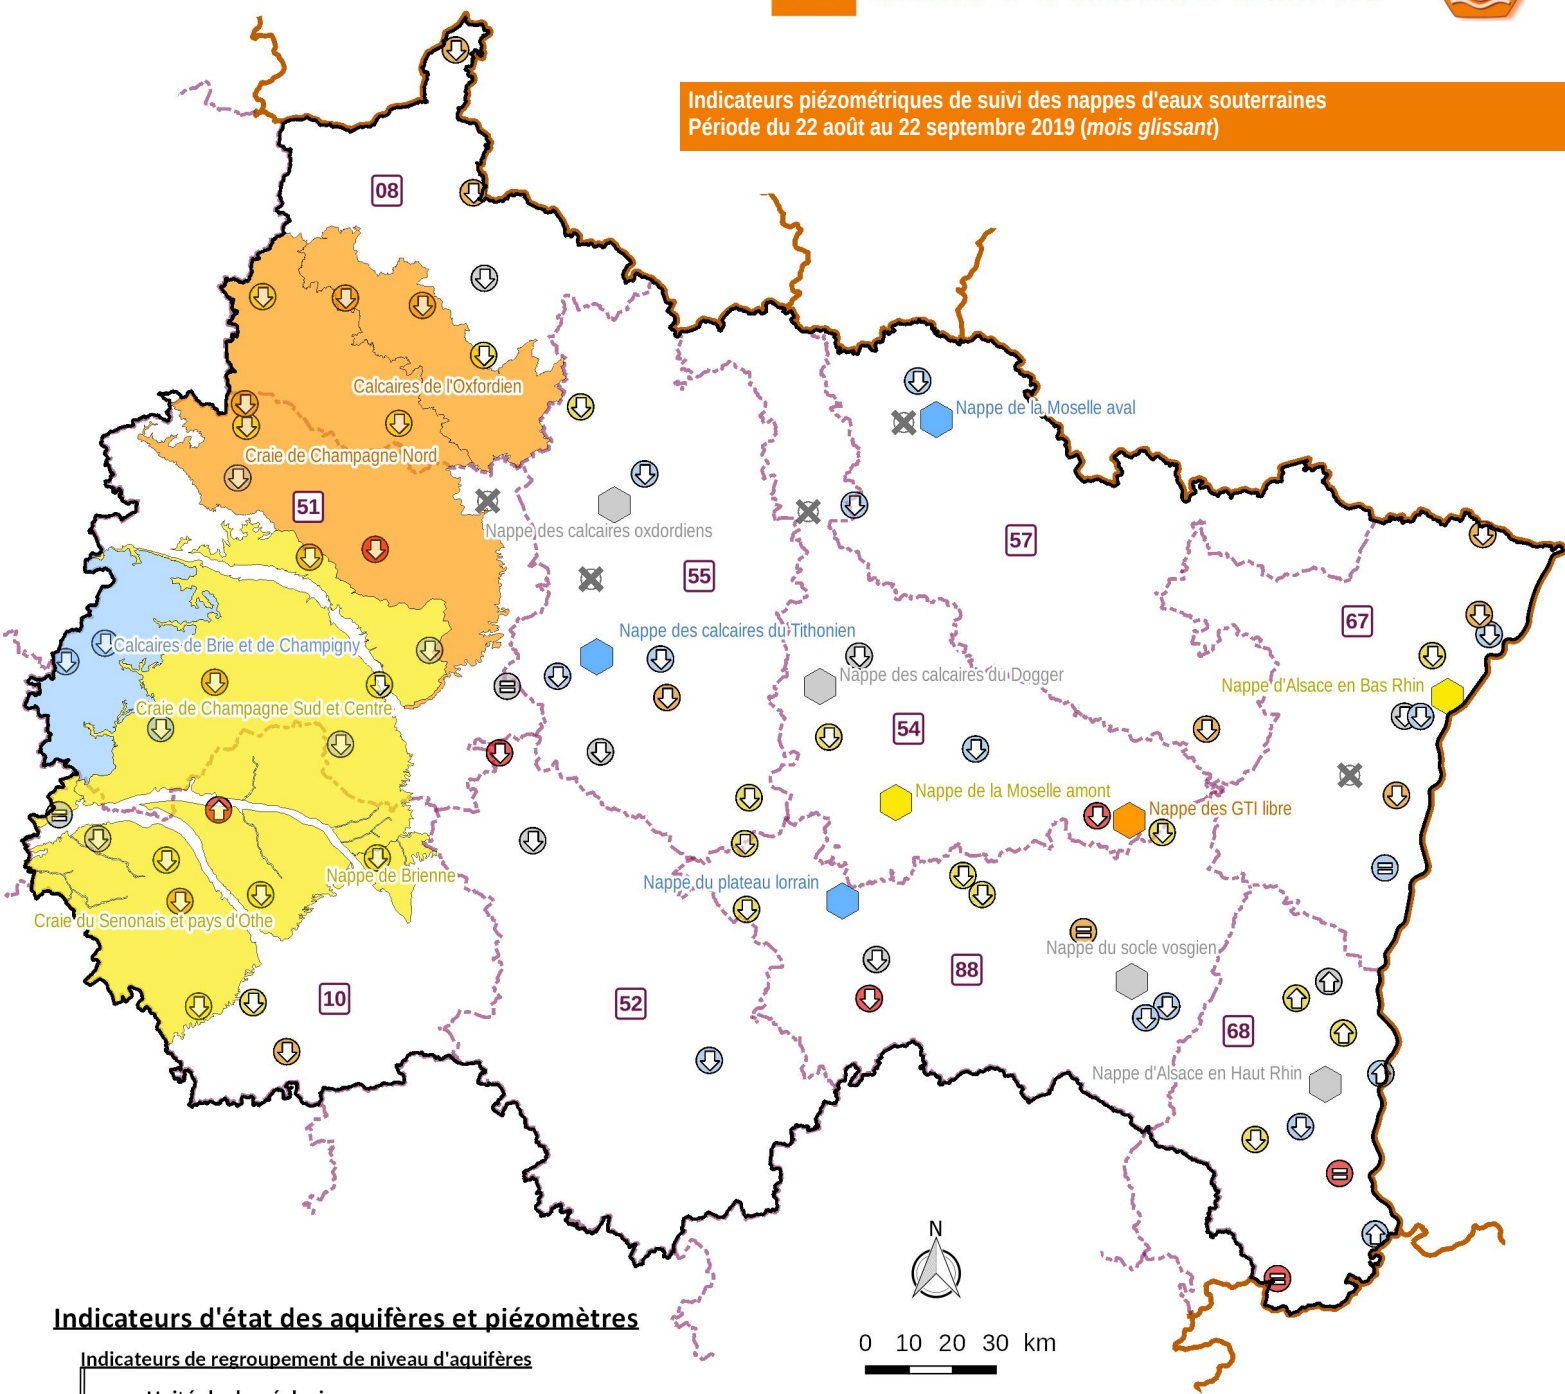 Indicateurs piézométriques de suivi des nappes d'eaux souterraines
Période du 22 août au 22 septembre 2019 (mois glissant)
08
Calcaires de l'Oxfordien
Nappe de la Moselle aval
Craie de Champagne Nord
51
Nappe des calcaires oxdordiens
57
55
67
Nappe des calcaires du Tithonien
Calcaires de Brie et de Champigny
Nappe des calcaires du Dogger
Nappe d'Alsace en Bas Rhin
Craie de Champagne Sud et Centre
54
Nappe de la Moselle amont
Nappe des GTI libre
Nappe de Brienne
Nappe du plateau lorrain
Craie du Senonais et pays d'Othe
Nappe du socle vosgien
88
10
52
68
Nappe d'Alsace en Haut Rhin
N
Indicateurs d'état des aquifères et piézomètres
0 10 20 30 km
Indicateurs de regroupement de niveau d'aquifères